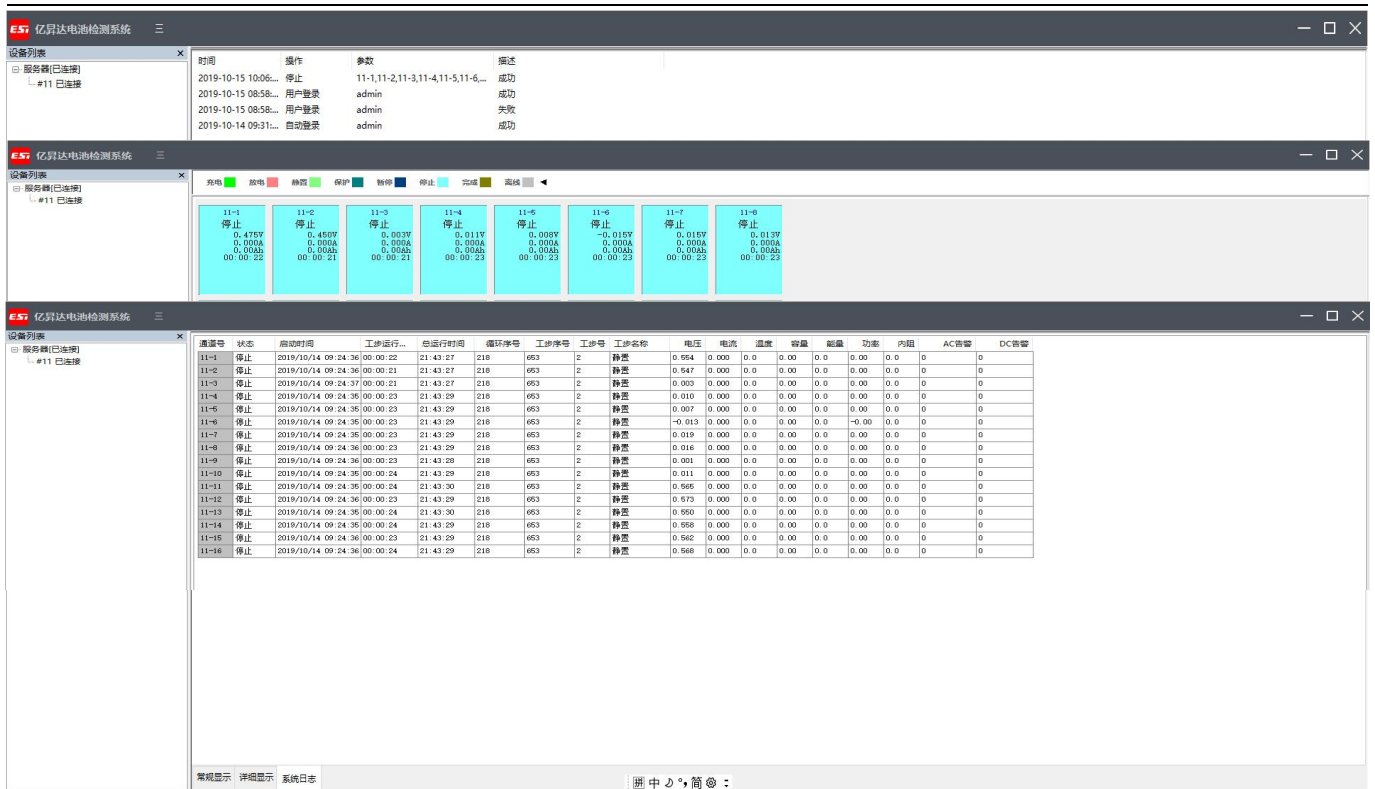 ESi 亿昇达电池检测系统 三
设备列表 ×
服务器[已连接]
#11 已连接
时间 操作 参数 描述
2019-10-15 10:06:... 停止 11-1,11-2,11-3,11-4,11-5,11-6,... 成功
2019-10-15 08:58:... 用户登录 admin 成功
2019-10-15 08:58:... 用户登录 admin 失败
2019-10-14 09:31:... 自动登录 admin 成功
ESi 亿昇达电池检测系统 三
设备列表 ×
服务器[已连接]
#11 已连接
充电 放电 静置 保护 暂停 停止 完成 离线
11-1 11-2 11-3 11-4 11-5 11-6 11-7 11-8
停止 停止 停止 停止 停止 停止 停止 停止
0.475V 0.450V 0.003V 0.011V 0.008V -0.015V 0.015V 0.013V
0.000A 0.000A 0.000A 0.000A 0.000A 0.000A 0.000A 0.000A
0.00Ah 0.00Ah 0.00Ah 0.00Ah 0.00Ah 0.00Ah 0.00Ah 0.00Ah
00:00:22 00:00:21 00:00:21 00:00:23 00:00:23 00:00:23 00:00:23 00:00:23
ESi 亿昇达电池检测系统 三
设备列表 ×
服务器[已连接]
#11 已连接
通道号 状态 启动时间 工步运行... 总运行时间 循环序号 工步序号 工步号 工步名称 电压 电流 温度 容量 能量 功率 内阻 AC告警 DC告警
11-1 停止 2019/10/14 09:24:36 00:00:22 21:43:27 218 653 2 静置 0.554 0.000 0.0 0.00 0.0 0.00 0.0 0 0
11-2 停止 2019/10/14 09:24:36 00:00:21 21:43:27 218 653 2 静置 0.547 0.000 0.0 0.00 0.0 0.00 0.0 0 0
11-3 停止 2019/10/14 09:24:37 00:00:21 21:43:27 218 653 2 静置 0.003 0.000 0.0 0.00 0.0 0.00 0.0 0 0
11-4 停止 2019/10/14 09:24:35 00:00:23 21:43:29 218 653 2 静置 0.010 0.000 0.0 0.00 0.0 0.00 0.0 0 0
11-5 停止 2019/10/14 09:24:35 00:00:23 21:43:29 218 653 2 静置 0.007 0.000 0.0 0.00 0.0 0.00 0.0 0 0
11-6 停止 2019/10/14 09:24:35 00:00:23 21:43:29 218 653 2 静置 -0.013 0.000 0.0 0.00 0.0 -0.00 0.0 0 0
11-7 停止 2019/10/14 09:24:35 00:00:23 21:43:29 218 653 2 静置 0.019 0.000 0.0 0.00 0.0 0.00 0.0 0 0
11-8 停止 2019/10/14 09:24:35 00:00:23 21:43:29 218 653 2 静置 0.016 0.000 0.0 0.00 0.0 0.00 0.0 0 0
11-9 停止 2019/10/14 09:24:36 00:00:23 21:43:28 218 653 2 静置 0.001 0.000 0.0 0.00 0.0 0.00 0.0 0 0
11-10 停止 2019/10/14 09:24:35 00:00:24 21:43:29 218 653 2 静置 0.011 0.000 0.0 0.00 0.0 0.00 0.0 0 0
11-11 停止 2019/10/14 09:24:35 00:00:24 21:43:30 218 653 2 静置 0.565 0.000 0.0 0.00 0.0 0.00 0.0 0 0
11-12 停止 2019/10/14 09:24:36 00:00:23 21:43:29 218 653 2 静置 0.573 0.000 0.0 0.00 0.0 0.00 0.0 0 0
11-13 停止 2019/10/14 09:24:35 00:00:24 21:43:30 218 653 2 静置 0.550 0.000 0.0 0.00 0.0 0.00 0.0 0 0
11-14 停止 2019/10/14 09:24:35 00:00:24 21:43:29 218 653 2 静置 0.558 0.000 0.0 0.00 0.0 0.00 0.0 0 0
11-15 停止 2019/10/14 09:24:36 00:00:23 21:43:29 218 653 2 静置 0.562 0.000 0.0 0.00 0.0 0.00 0.0 0 0
11-16 停止 2019/10/14 09:24:36 00:00:24 21:43:29 218 653 2 静置 0.568 0.000 0.0 0.00 0.0 0.00 0.0 0 0
常规显示 详细显示 系统日志
拼 中 简